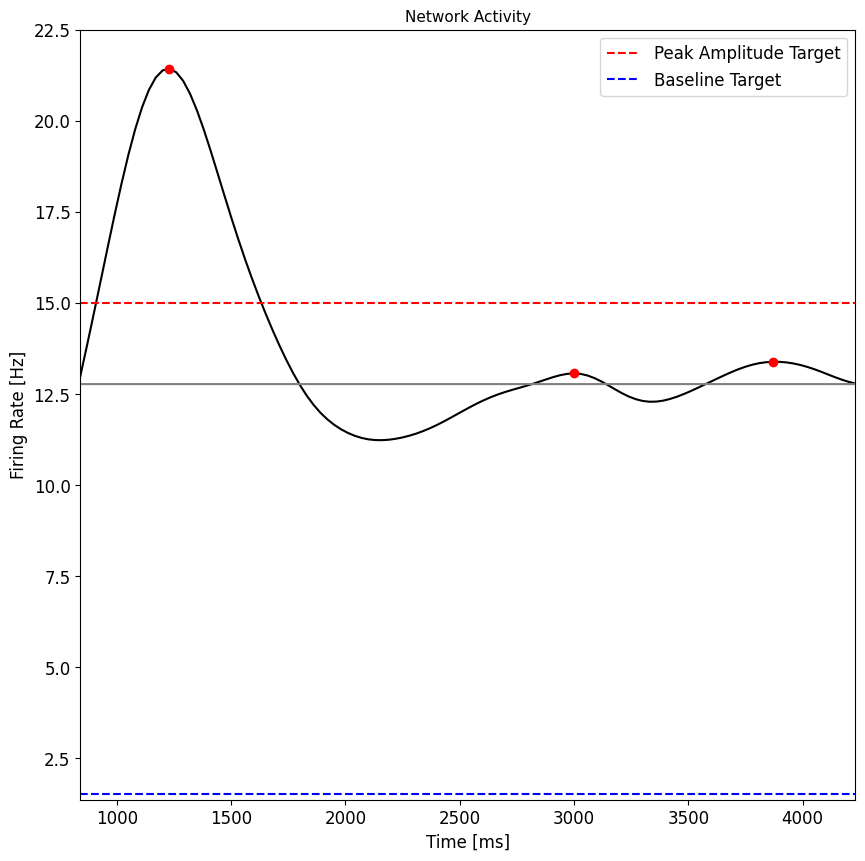 Network Activity
Peak Amplitude Target
Baseline Target
Firing Rate [Hz]
22.5
20.0
17.5
15.0
12.5
10.0
7.5
5.0
2.5
1000 1500 2000 2500 3000 3500 4000
Time [ms]